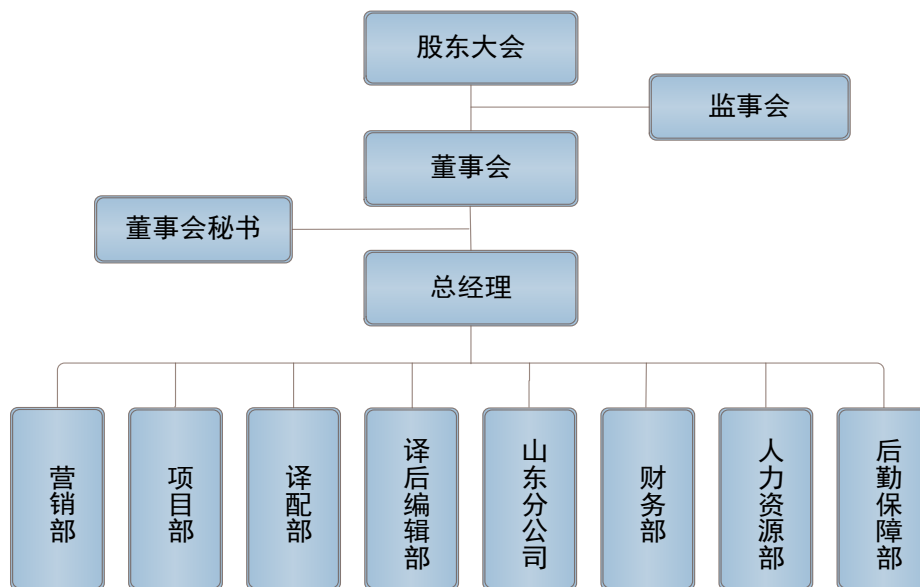 股东大会
监事会
董事会
董事会秘书
总经理
营销部
项目部
译配部
译后编辑部
山东分公司
财务部
人力资源部
后勤保障部